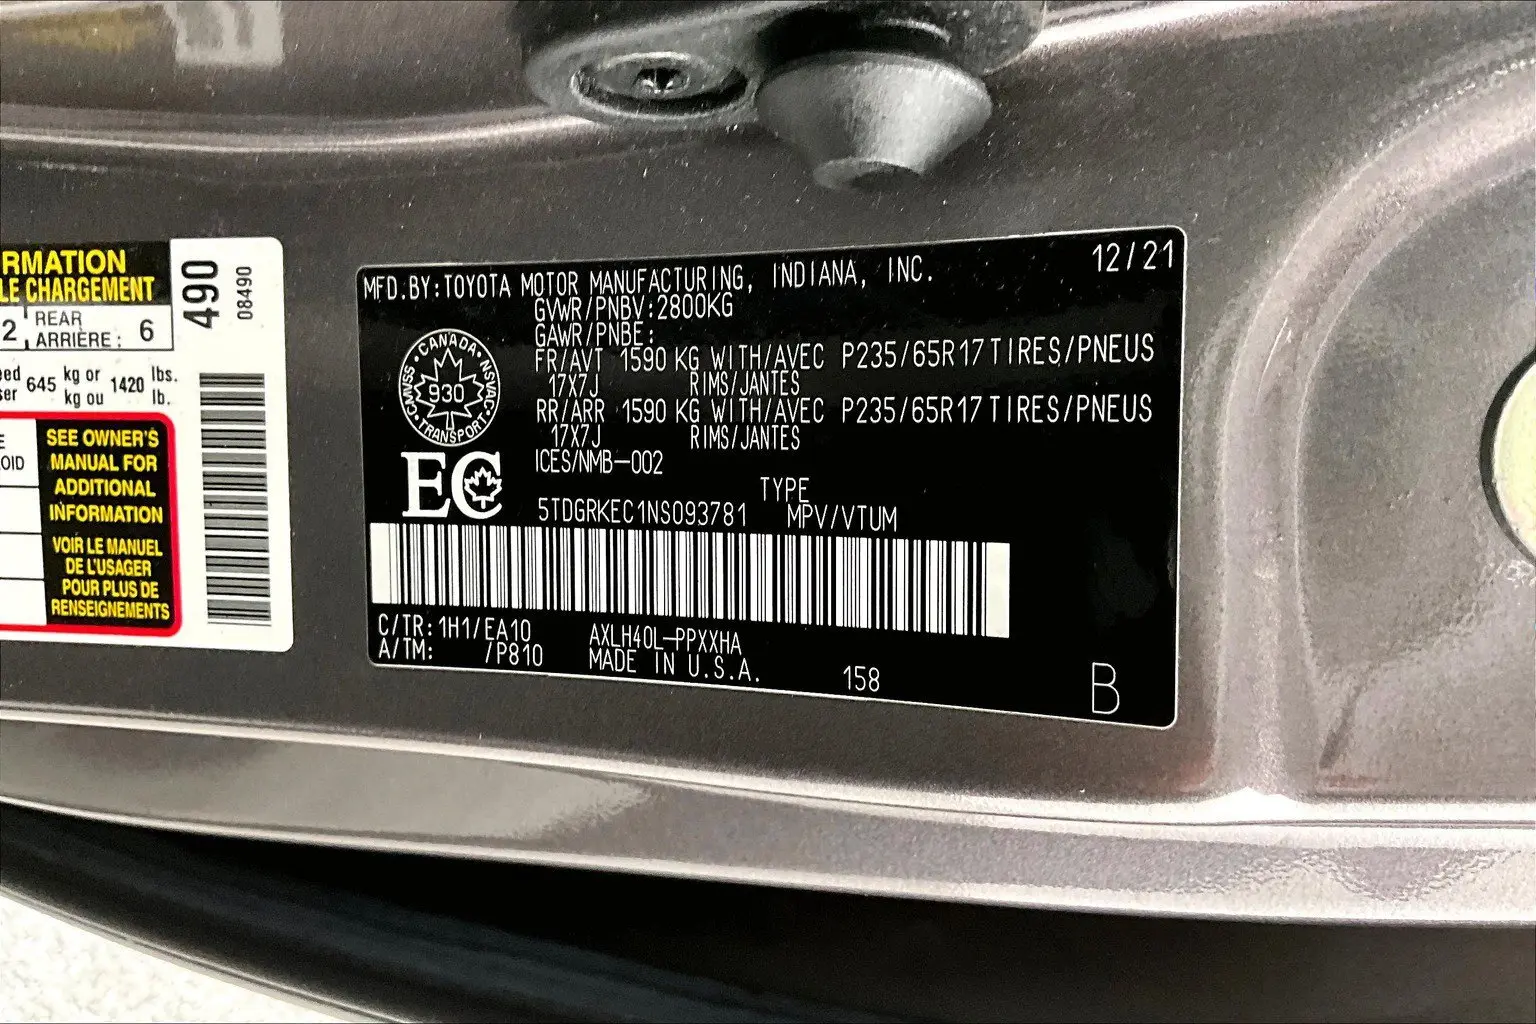 RMATION
LE CHARGEMENT
2 REAR
ARRIÈRE : 6
645 kg or 1420 lbs.
kg ou lb.
SEE OWNER'S
MANUAL FOR
ADDITIONAL
INFORMATION
VOIR LE MANUEL
DE L'USAGER
POUR PLUS DE
RENSEIGNEMENTS
490
08490
12/21
MFD.BY:TOYOTA MOTOR MANUFACTURING, INDIANA, INC.
GVWR/PNBV:2800KG
GAWR/PNBE:
FR/AVT 1590 KG WITH/AVEC P235/65R17 TIRES/PNEUS
17X7J RIMS/JANTES
RR/ARR 1590 KG WITH/AVEC P235/65R17 TIRES/PNEUS
17X7J RIMS/JANTES
ICES/NMB-002
CANADA
CMVSS 930 NSVAC
TRANSPORT
EC
TYPE
5TDGRKEC1NS093781 MPV/VTUM
C/TR:1H1/EA10 AXLH40L-PPXXHA
A/TM: /P810 MADE IN U.S.A.
158
B